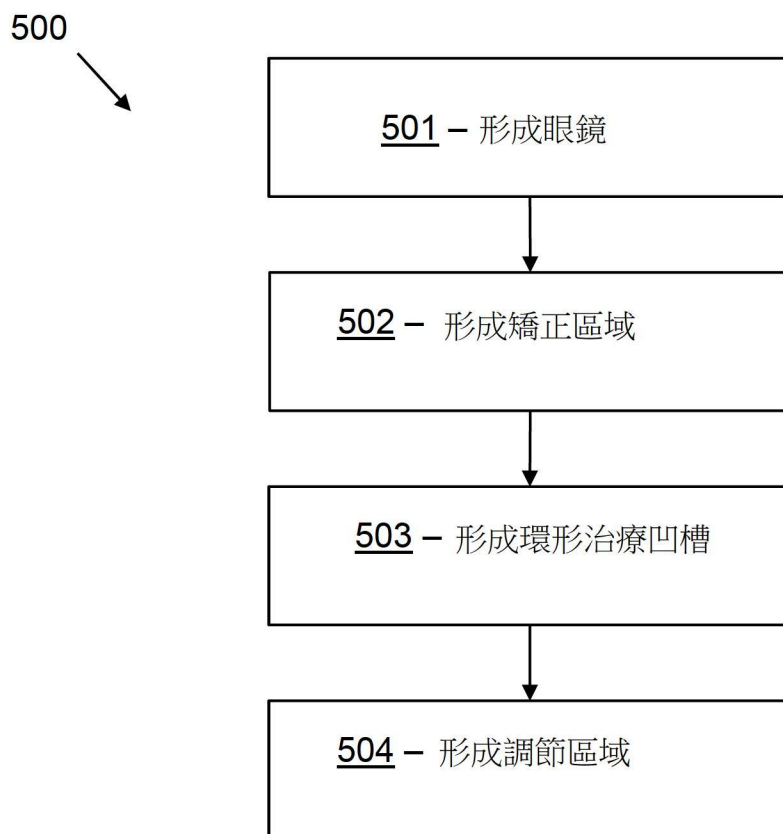 500
501 – 形成眼鏡
502 – 形成矯正區域
503 – 形成環形治療凹槽
504 – 形成調節區域